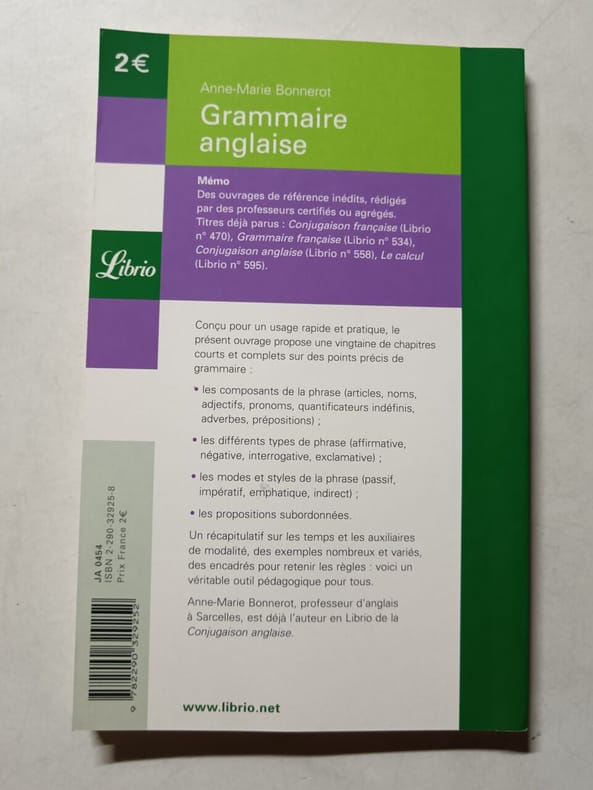 2€
Anne-Marie Bonnerot
Grammaire
anglaise
Mémo
Des ouvrages de référence inédits, rédigés
par des professeurs certifiés ou agrégés.
Titres déjà parus : Conjugaison française (Librio
n° 470), Grammaire française (Librio n° 534),
Conjugaison anglaise (Librio n° 558), Le calcul
(Librio n° 595).
Librio
Conçu pour un usage rapide et pratique, le
présent ouvrage propose une vingtaine de chapitres
courts et complets sur des points précis de
grammaire :
• les composants de la phrase (articles, noms,
adjectifs, pronoms, quantificateurs indéfinis,
adverbes, prépositions) ;
• les différents types de phrase (affirmative,
négative, interrogative, exclamative) ;
• les modes et styles de la phrase (passif,
impératif, emphatique, indirect) ;
• les propositions subordonnées.
Un récapitulatif sur les temps et les auxiliaires
de modalité, des exemples nombreux et variés,
des encadrés pour retenir les règles : voici un
véritable outil pédagogique pour tous.
Anne-Marie Bonnerot, professeur d'anglais
à Sarcelles, est déjà l'auteur en Librio de la
Conjugaison anglaise.
www.librio.net
JA 0454
ISBN 2-290-32925-8
Prix France 2€
9 782290 329252